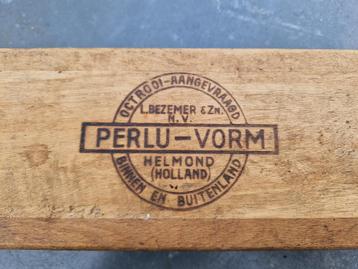 OCTROOI-AANGEVRAAGD
L.BEZEMER & ZN.
N.V.
PERLU-VORM
HELMOND
(HOLLAND)
BINNEN EN BUITENLAND